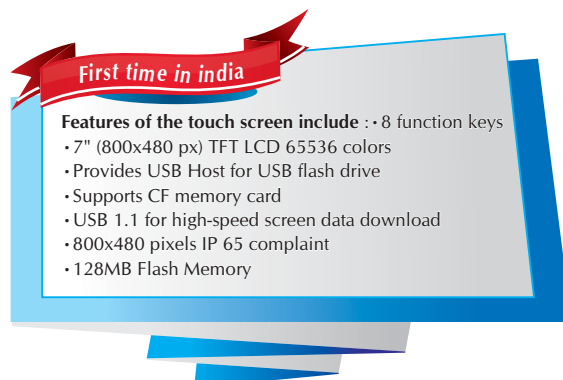 First time in india
Features of the touch screen include : • 8 function keys
• 7" (800x480 px) TFT LCD 65536 colors
• Provides USB Host for USB flash drive
• Supports CF memory card
• USB 1.1 for high-speed screen data download
• 800x480 pixels IP 65 complaint
• 128MB Flash Memory